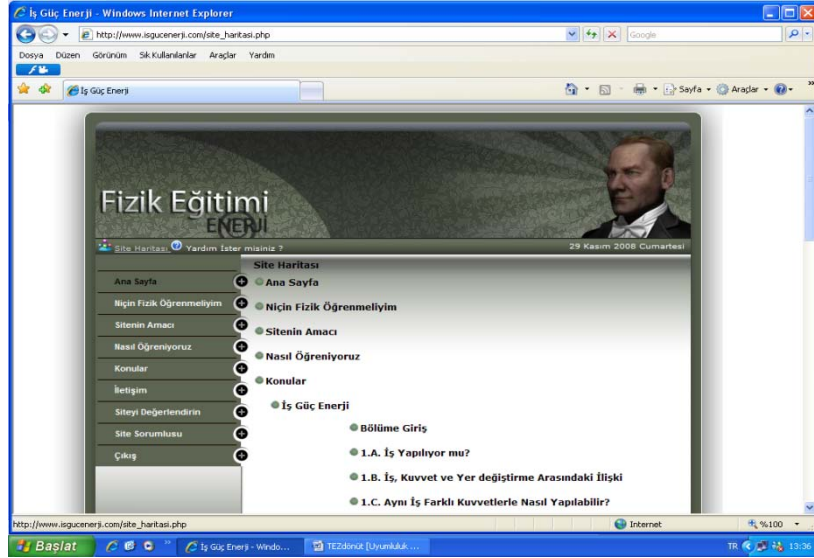 İş Güç Enerji - Windows Internet Explorer
http://www.isgucenerji.com/site_haritasi.php
Google
Dosya Düzen Görünüm Sık Kullanılanlar Araçlar Yardım
İş Güç Enerji
Sayfa Araçlar
Fizik Eğitimi
ENERJİ
Site Haritası Yardım İster misiniz ?
29 Kasım 2008 Cumartesi
Site Haritası
Ana Sayfa
Niçin Fizik Öğrenmeliyim
Sitenin Amacı
Nasıl Öğreniyoruz
Konular
İletişim
Siteyi Değerlendirin
Site Sorumlusu
Çıkış
Ana Sayfa
Niçin Fizik Öğrenmeliyim
Sitenin Amacı
Nasıl Öğreniyoruz
Konular
İş Güç Enerji
Bölüme Giriş
1.A. İş Yapılıyor mu?
1.B. İş, Kuvvet ve Yer değiştirme Arasındaki İlişki
1.C. Aynı İş Farklı Kuvvetlerle Nasıl Yapılabilir?
http://www.isgucenerji.com/site_haritasi.php
Internet
%100
Başlat
İş Güç Enerji - Windo...
TEZdönüt [Uyumluluk ...
TR
13:36